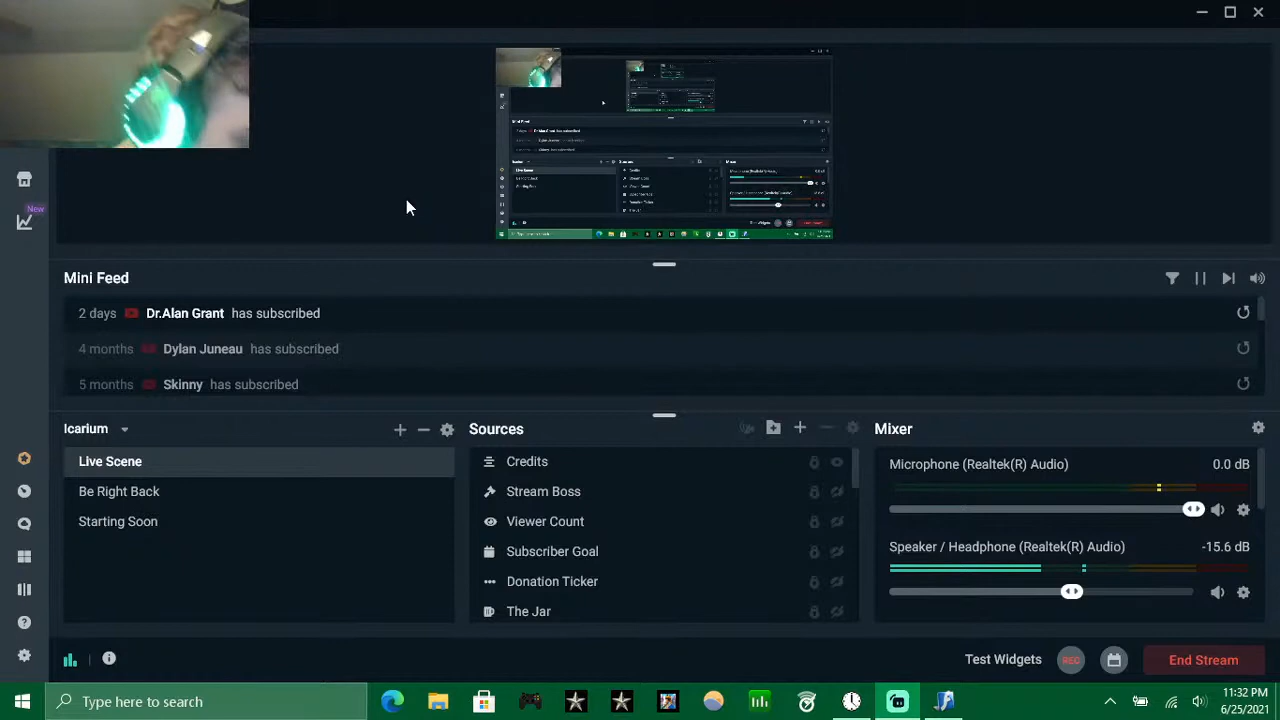 New
Mini Feed
2 days Dr.Alan Grant has subscribed
4 months Dylan Juneau has subscribed
5 months Skinny has subscribed
Icarium
Live Scene
Be Right Back
Starting Soon
Sources
Credits
Stream Boss
Viewer Count
Subscriber Goal
Donation Ticker
The Jar
Mixer
Microphone (Realtek(R) Audio) 0.0 dB
Speaker / Headphone (Realtek(R) Audio) -15.6 dB
Test Widgets REC End Stream
Type here to search
11:32 PM
6/25/2021